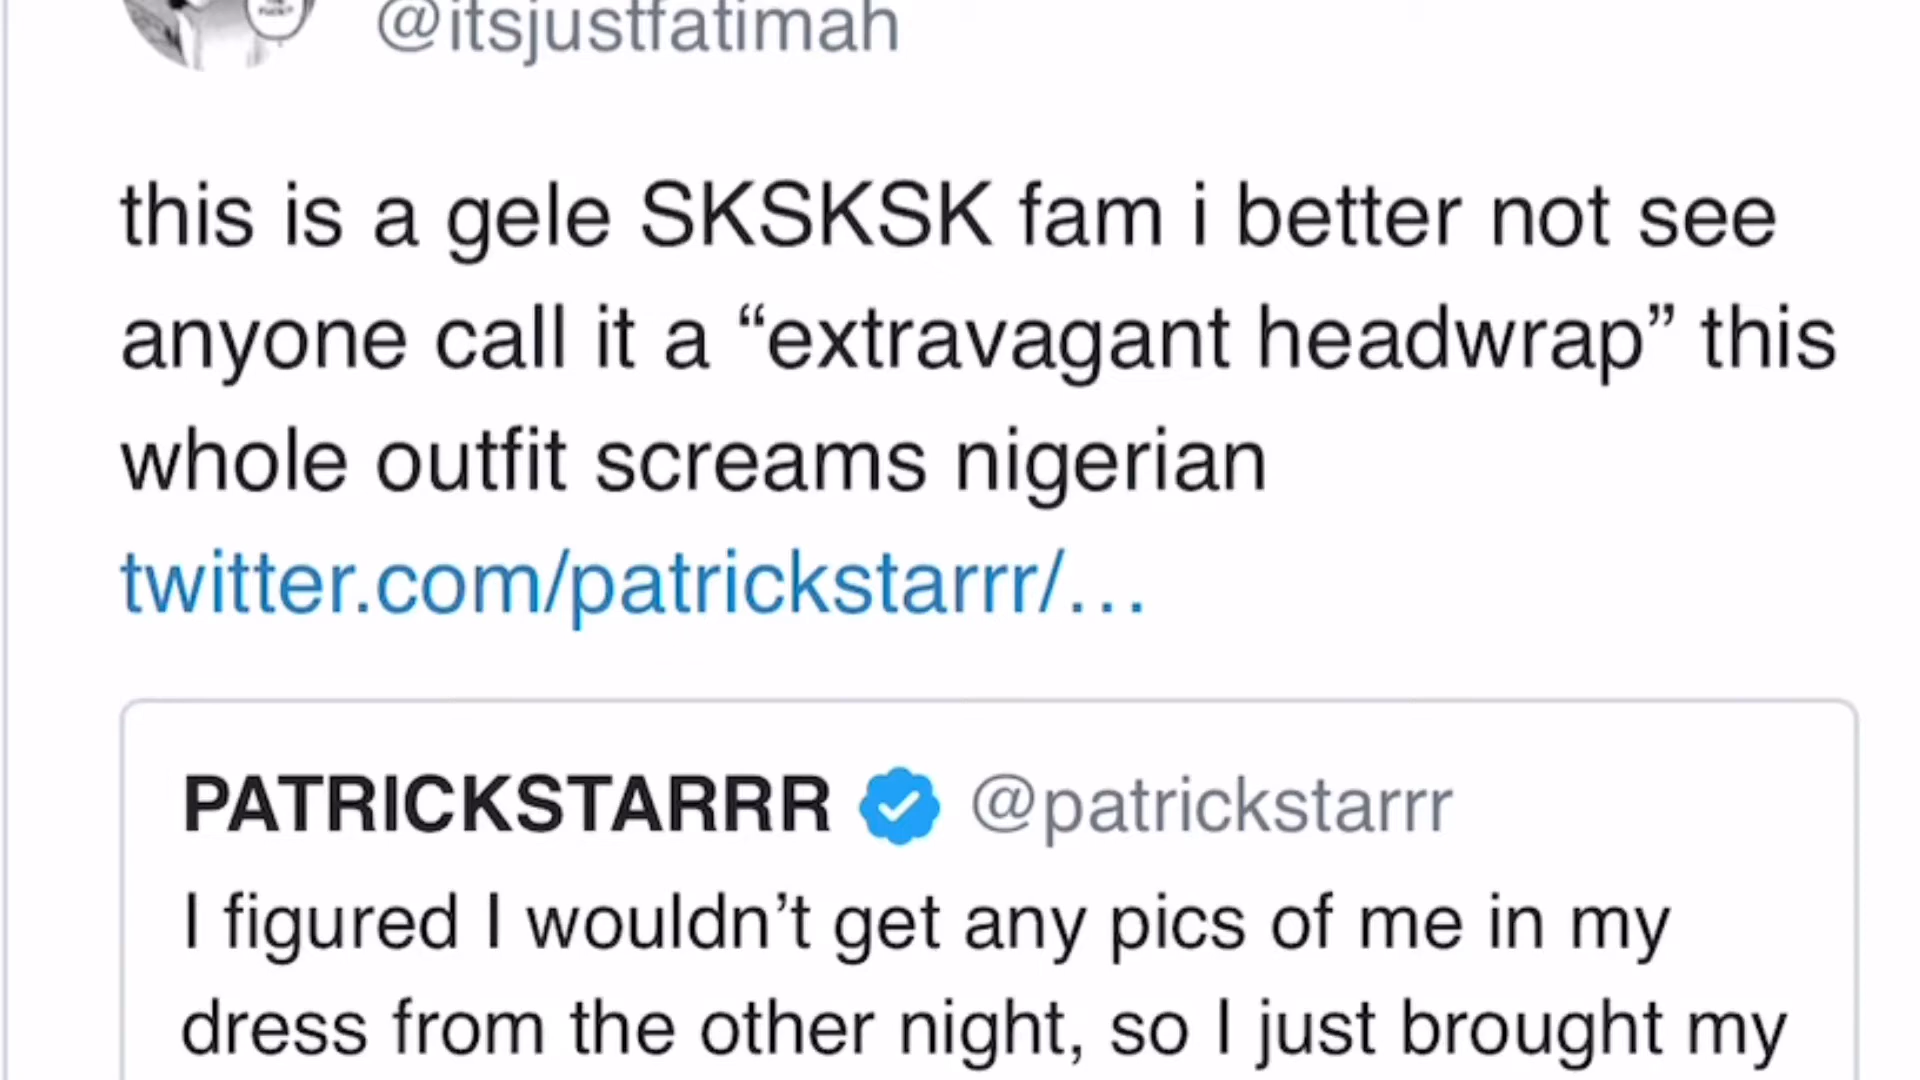 @itsjustfatimah
this is a gele SKSKSK fam i better not see
anyone call it a “extravagant headwrap” this
whole outfit screams nigerian
twitter.com/patrickstarrr/…
PATRICKSTARRR @patrickstarrr
I figured I wouldn’t get any pics of me in my
dress from the other night, so I just brought my